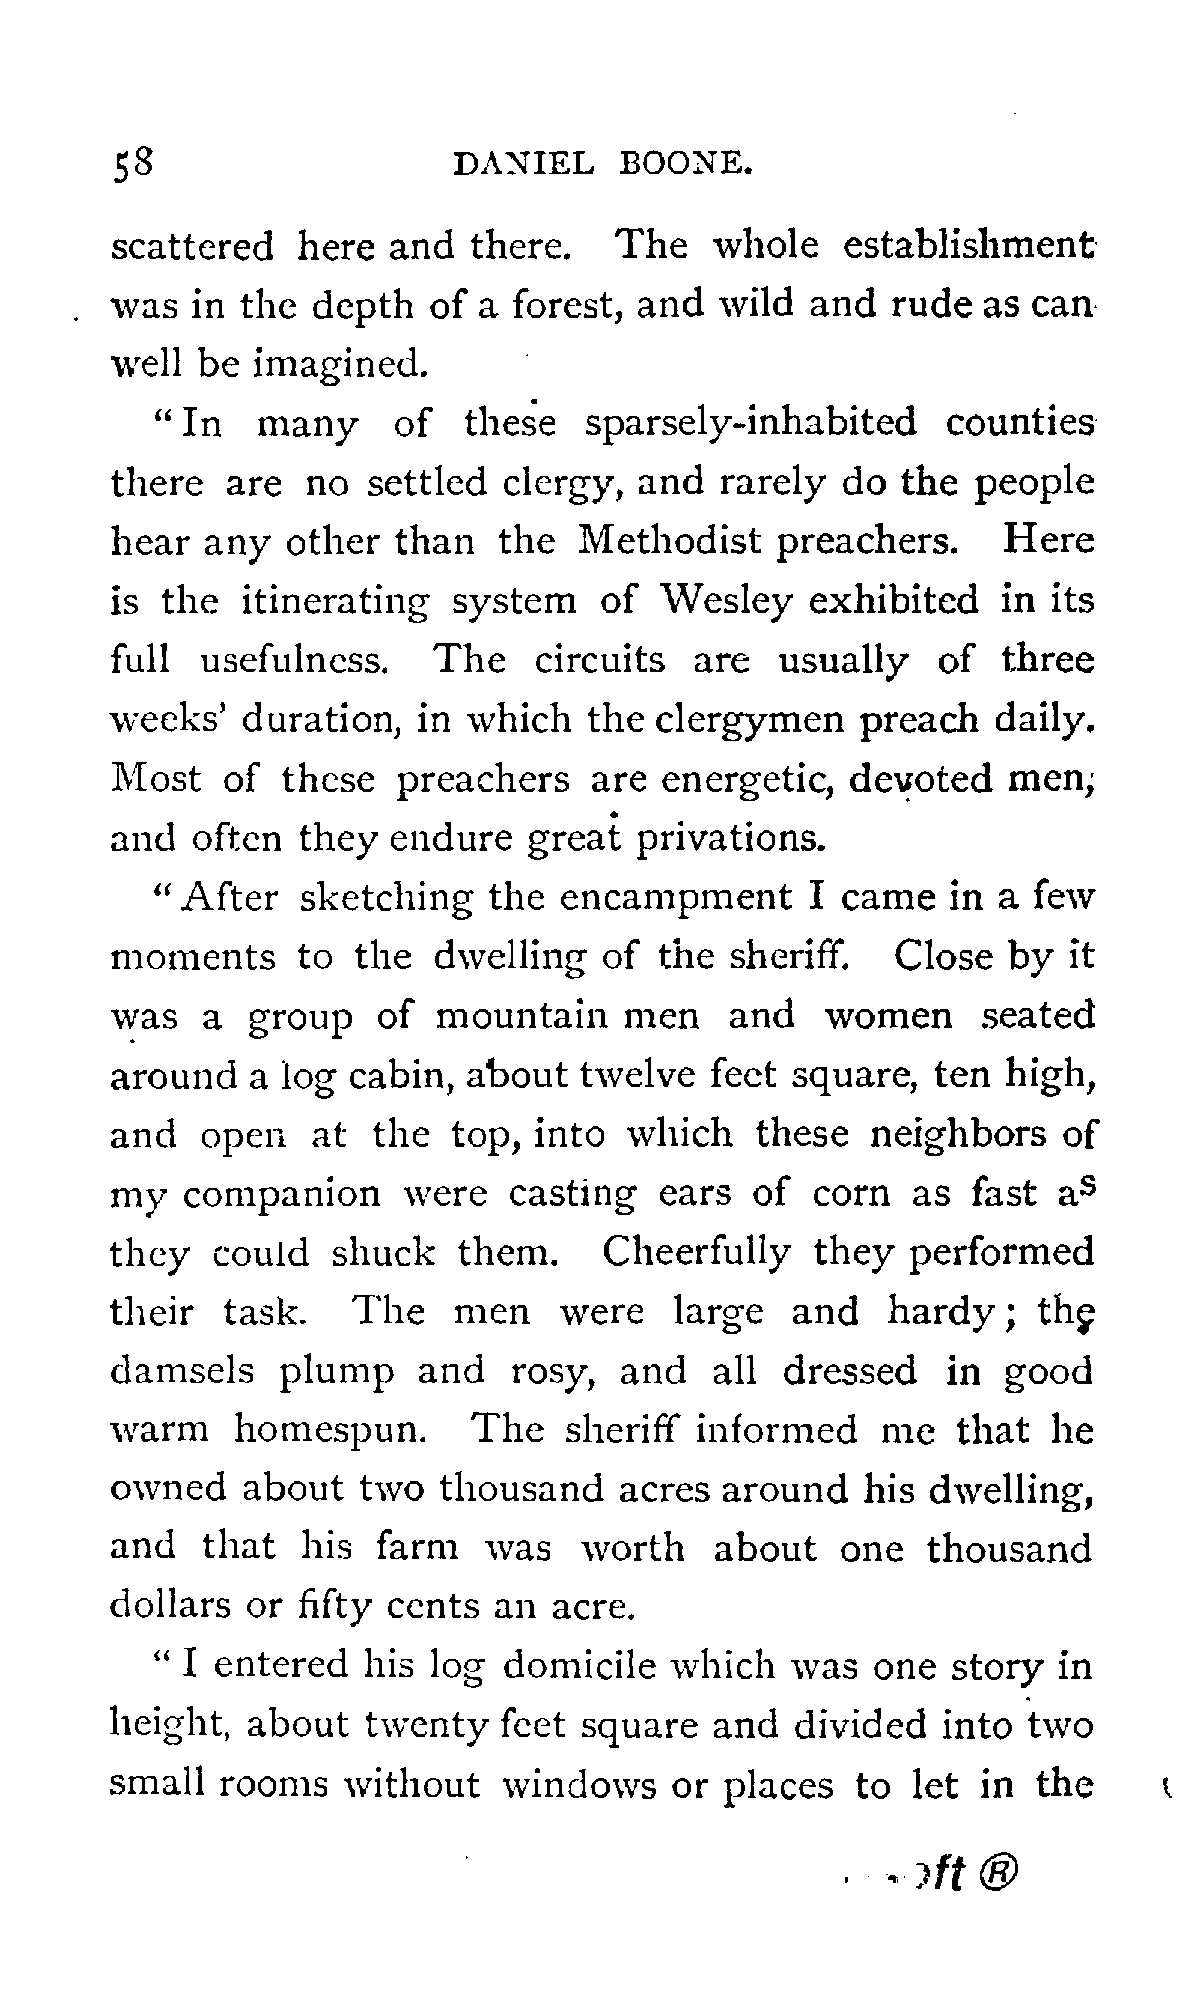 58 DANIEL BOONE.
scattered here and there. The whole establishment
was in the depth of a forest, and wild and rude as can
well be imagined.
“ In many of these sparsely-inhabited counties
there are no settled clergy, and rarely do the people
hear any other than the Methodist preachers. Here
is the itinerating system of Wesley exhibited in its
full usefulness. The circuits are usually of three
weeks’ duration, in which the clergymen preach daily.
Most of these preachers are energetic, devoted men;
and often they endure great privations.
“ After sketching the encampment I came in a few
moments to the dwelling of the sheriff. Close by it
was a group of mountain men and women seated
around a log cabin, about twelve feet square, ten high,
and open at the top, into which these neighbors of
my companion were casting ears of corn as fast as
they could shuck them. Cheerfully they performed
their task. The men were large and hardy ; the
damsels plump and rosy, and all dressed in good
warm homespun. The sheriff informed me that he
owned about two thousand acres around his dwelling,
and that his farm was worth about one thousand
dollars or fifty cents an acre.
“ I entered his log domicile which was one story in
height, about twenty feet square and divided into two
small rooms without windows or places to let in the